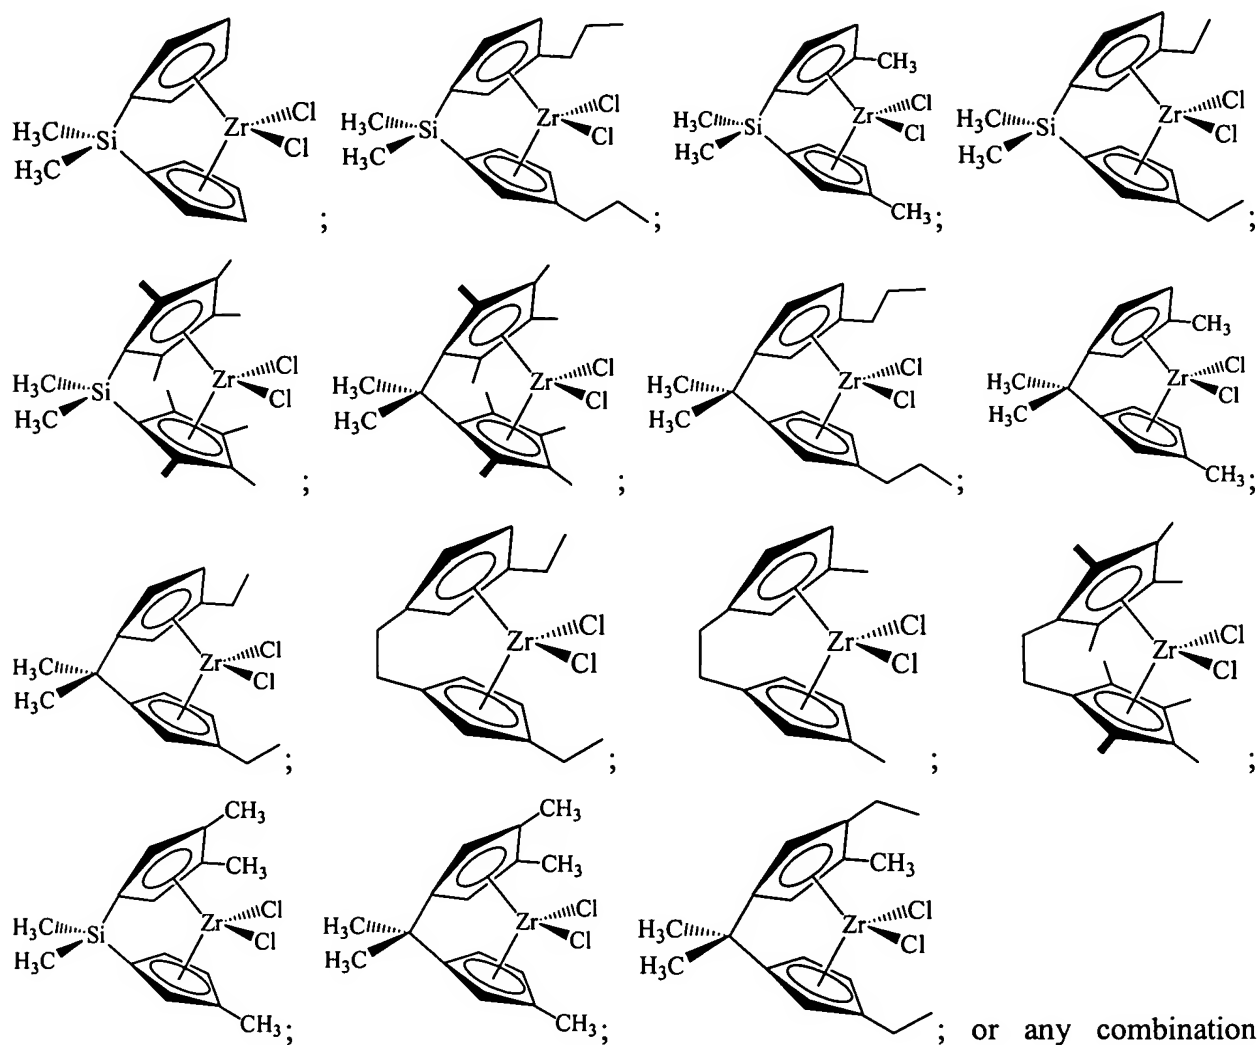 Zr Cl Cl H3C Si H3C ; H3C Si H3C Zr Cl Cl ; H3C Si H3C CH3 Zr Cl Cl CH3 ; H3C Si H3C Zr Cl Cl ;
H3C Si H3C Zr Cl Cl ; H3C H3C Zr Cl Cl ; H3C H3C Zr Cl Cl ; H3C H3C CH3 Zr Cl Cl CH3 ;
H3C H3C Zr Cl Cl ; Zr Cl Cl ; Zr Cl Cl ; Zr Cl Cl ;
CH3 CH3 H3C Si H3C Zr Cl Cl CH3 ; CH3 CH3 H3C H3C Zr Cl Cl CH3 ; CH3 H3C H3C Zr Cl Cl ; or any combination